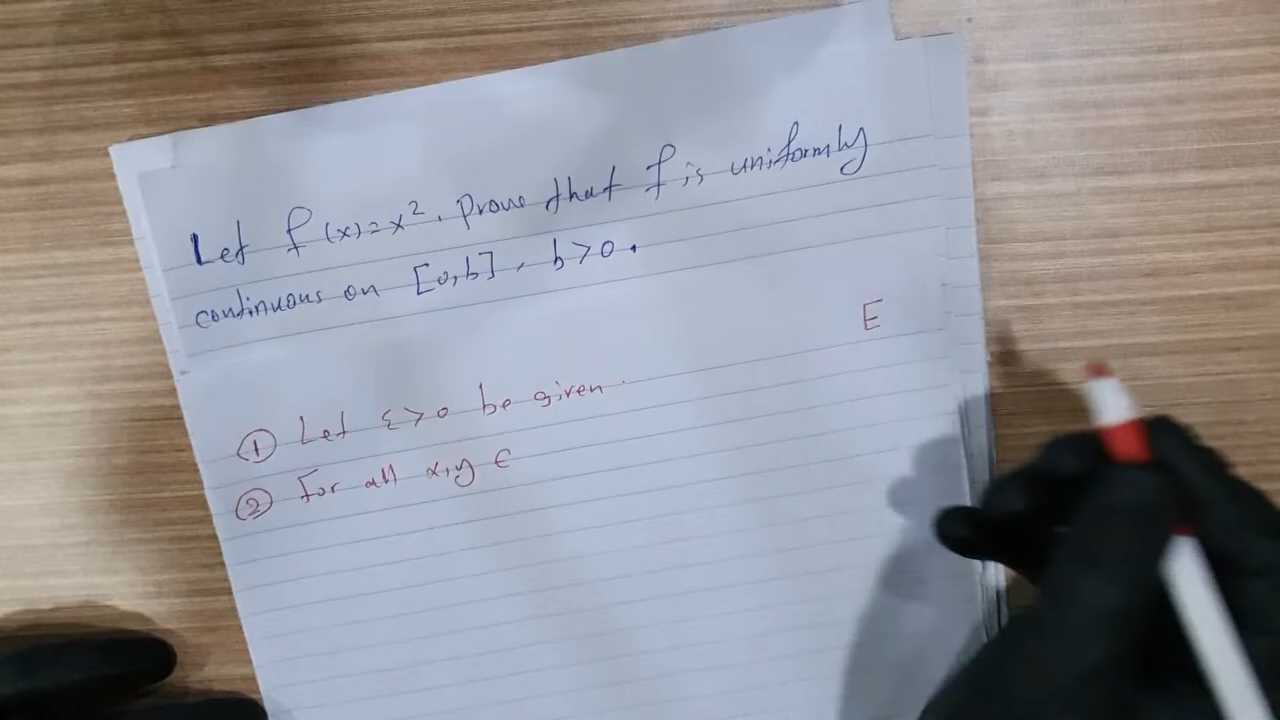 Let f(x)=x². Prove that f is uniformly
continuous on [0,b], b>0.
E
① Let ε>0 be given.
② For all x,y ∈